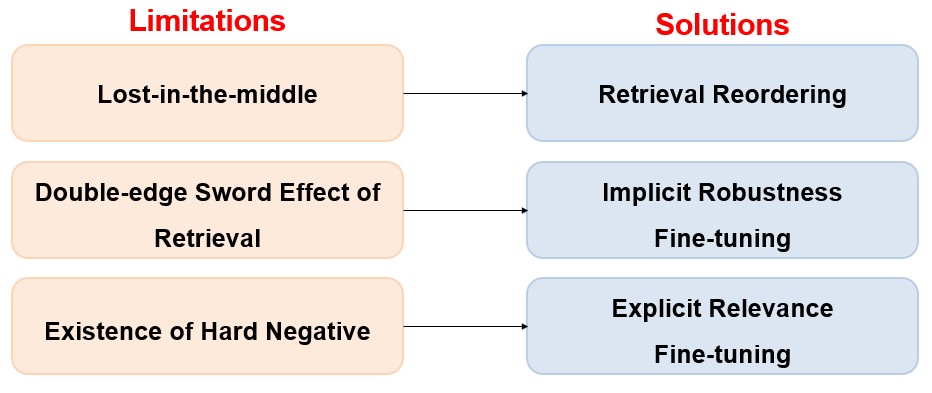 Limitations
Solutions
Lost-in-the-middle
Retrieval Reordering
Double-edge Sword Effect of
Retrieval
Implicit Robustness
Fine-tuning
Existence of Hard Negative
Explicit Relevance
Fine-tuning